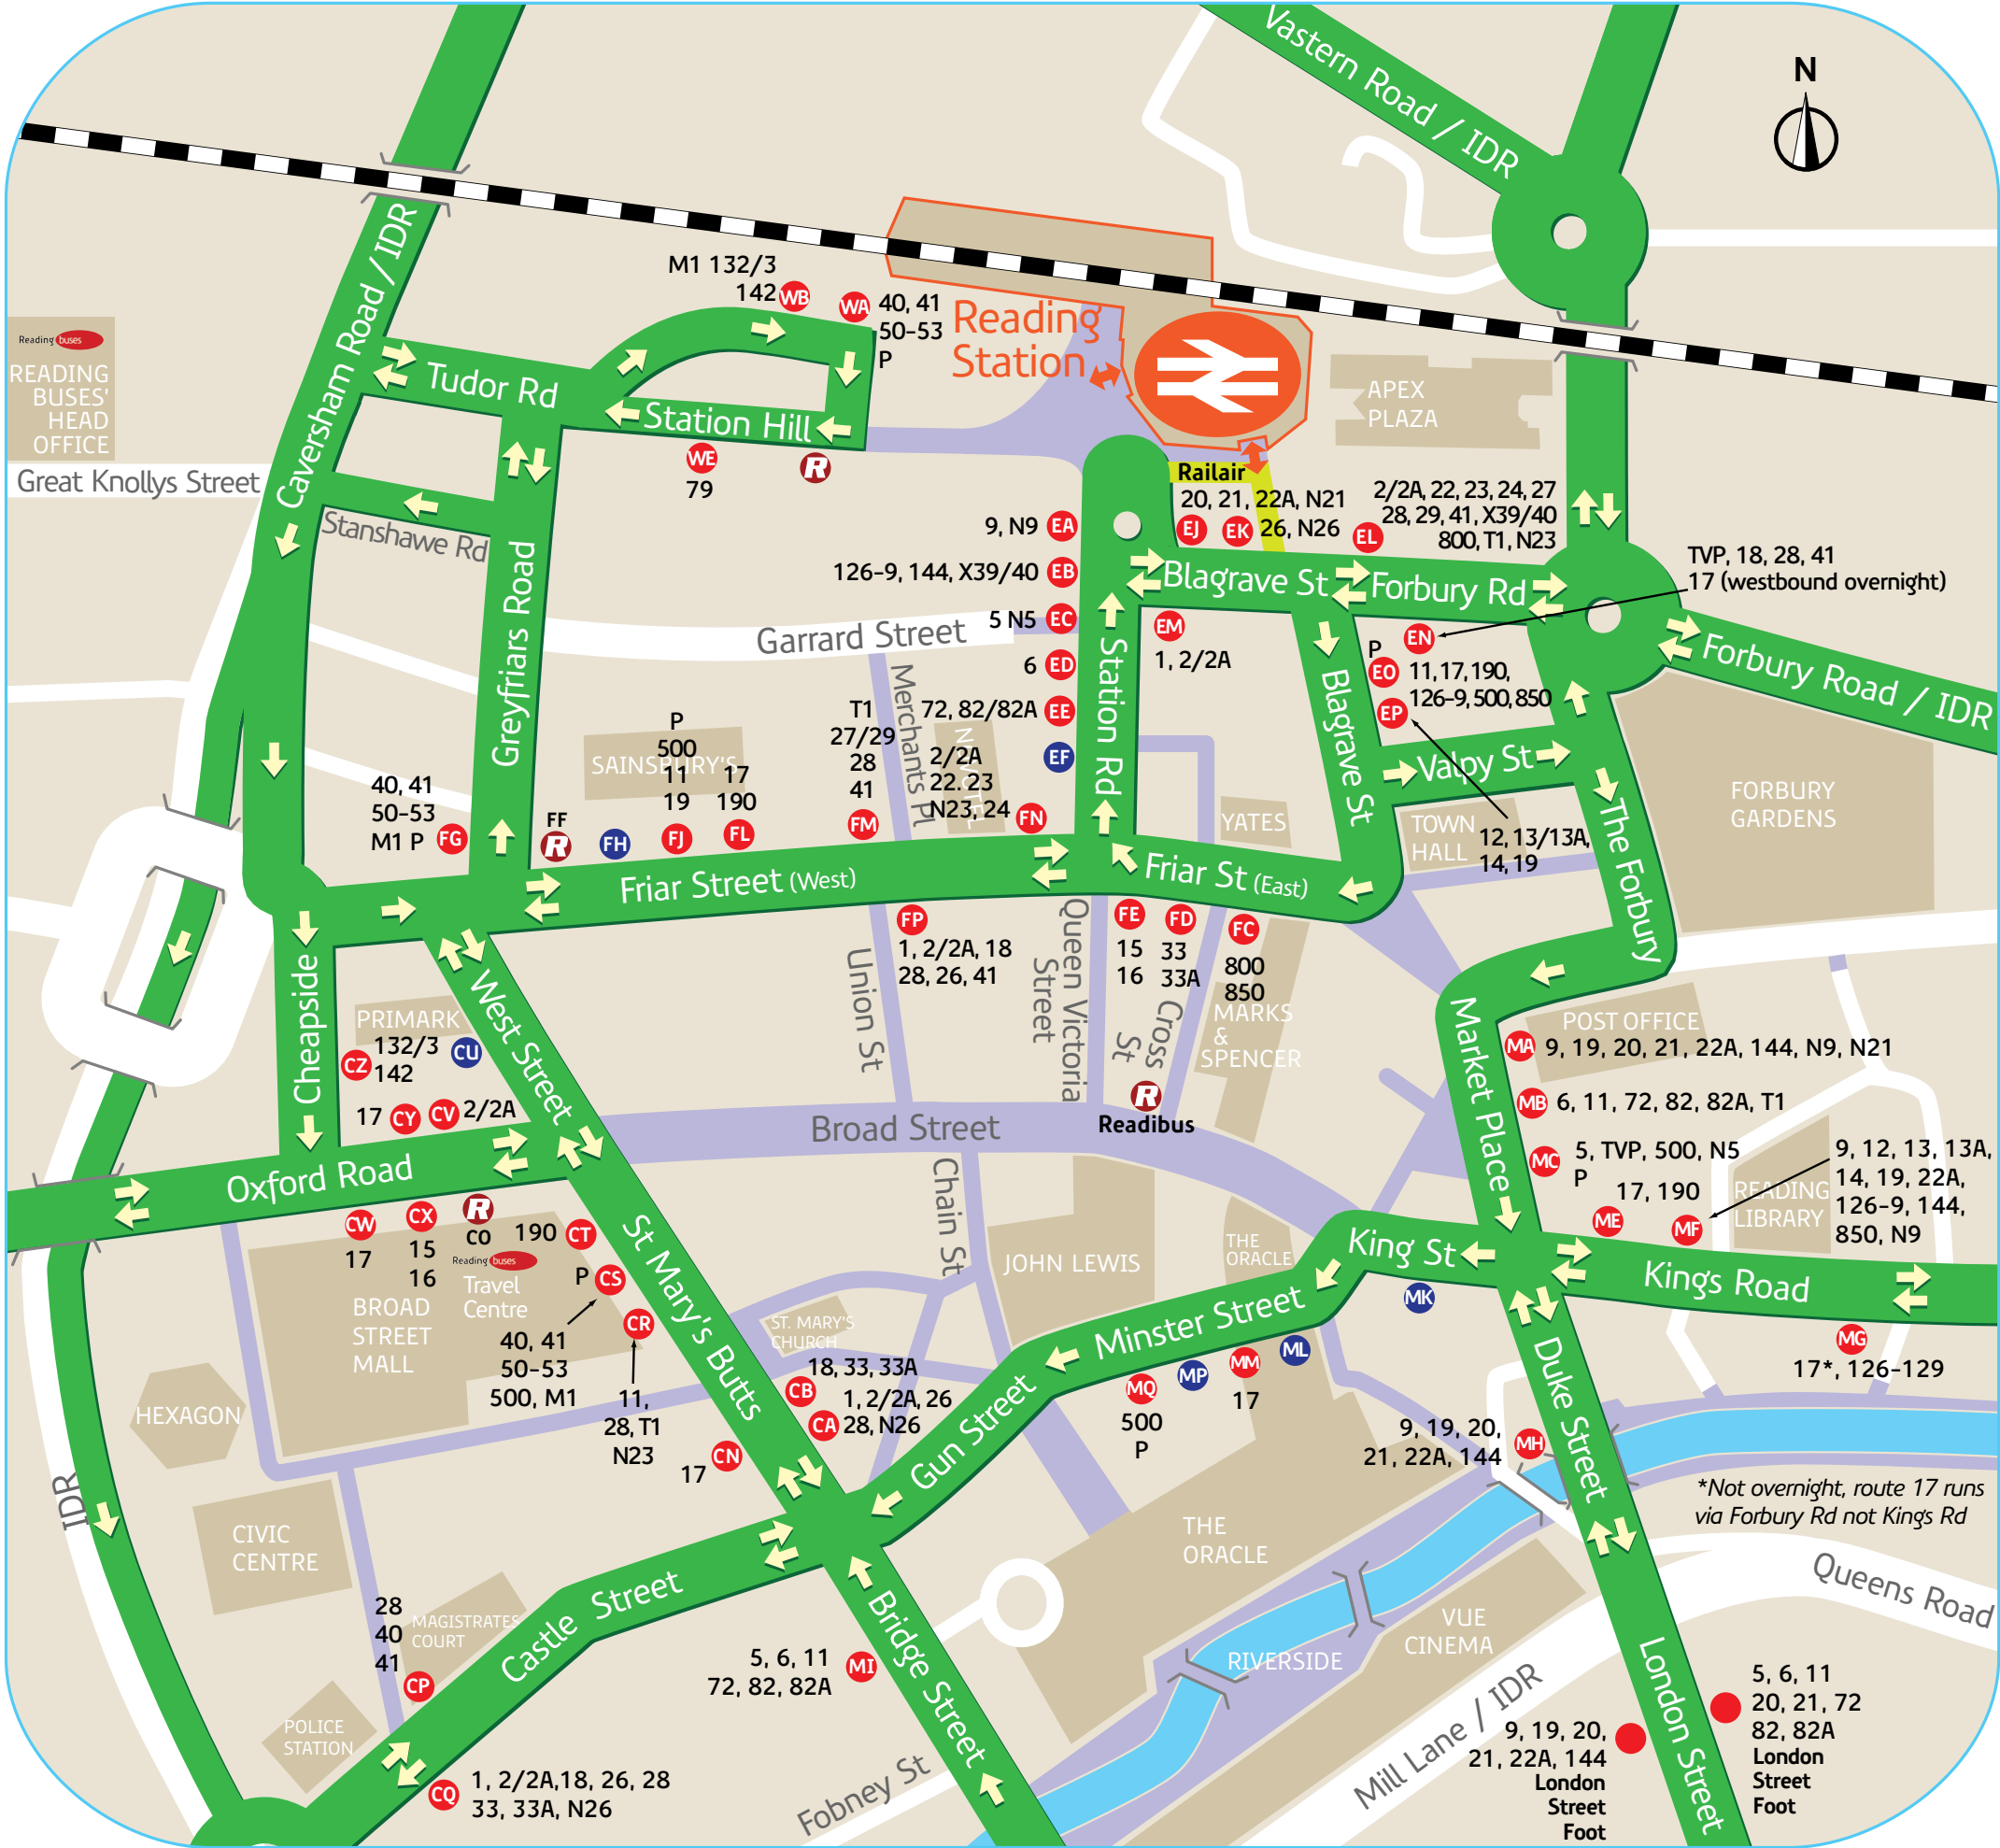 Vastern Road / IDR
N
Caversham Road / IDR
M1 132/3
142
WB
WA
40, 41
50-53
P
Reading
Station
Reading buses
READING
BUSES'
HEAD
OFFICE
Tudor Rd
Station Hill
APEX
PLAZA
Great Knollys Street
WE
79
R
Railair
20, 21, 22A, N21
EJ
EK
26, N26
EL
2/2A, 22, 23, 24, 27
28, 29, 41, X39/40
800, T1, N23
Stanshawe Rd
9, N9
EA
126-9, 144, X39/40
EB
5 N5
EC
6
ED
72, 82/82A
EE
EF
Blagrave St
Forbury Rd
TVP, 18, 28, 41
17 (westbound overnight)
EM
1, 2/2A
EN
P
EO
11, 17, 190,
126-9, 500, 850
EP
Forbury Road / IDR
Garrard Street
Greyfriars Road
Merchants Pl
Station Rd
Blagrave St
Valpy St
P
500
11
19
FJ
SAINSBURY'S
17
190
FL
T1
27/29
28
41
FM
2/2A
22. 23
N23, 24
FN
NOVOTEL
40, 41
50-53
M1 P
FG
FF
R
FH
YATES
TOWN
HALL
12, 13/13A,
14, 19
The Forbury
FORBURY
GARDENS
Friar Street (West)
Friar St (East)
FP
1, 2/2A, 18
28, 26, 41
FE
15
16
FD
33
33A
FC
800
850
MARKS
&
SPENCER
Union St
Queen Victoria
Street
Cross
St
R
Readibus
Cheapside
West Street
PRIMARK
CZ
132/3
142
CU
17
CY
CV
2/2A
Broad Street
Market Place
POST OFFICE
MA
9, 19, 20, 21, 22A, 144, N9, N21
MB
6, 11, 72, 82, 82A, T1
MC
5, TVP, 500, N5
P
17, 190
ME
MF
READING
LIBRARY
9, 12, 13, 13A,
14, 19, 22A,
126-9, 144,
850, N9
Oxford Road
CW
17
CX
15
16
R
CO
Reading buses
Travel
Centre
190
CT
P
CS
40, 41
50-53
500, M1
CR
11,
28, T1
N23
BROAD
STREET
MALL
St Mary's Butts
Chain St
JOHN LEWIS
THE
ORACLE
King St
MK
Kings Road
MG
17*, 126-129
Minster Street
ST. MARY'S
CHURCH
18, 33, 33A
CB
1, 2/2A, 26
CA
28, N26
CN
17
Gun Street
MQ
500
P
MP
MM
17
ML
Duke Street
9, 19, 20,
21, 22A, 144
MH
*Not overnight, route 17 runs
via Forbury Rd not Kings Rd
HEXAGON
IDR
CIVIC
CENTRE
MAGISTRATES
COURT
28
40
41
CP
POLICE
STATION
Castle Street
CQ
1, 2/2A,18, 26, 28
33, 33A, N26
5, 6, 11
72, 82, 82A
MI
Bridge Street
THE
ORACLE
RIVERSIDE
VUE
CINEMA
Queens Road
Fobney St
Mill Lane / IDR
London Street
9, 19, 20,
21, 22A, 144
London
Street
Foot
5, 6, 11
20, 21, 72
82, 82A
London
Street
Foot